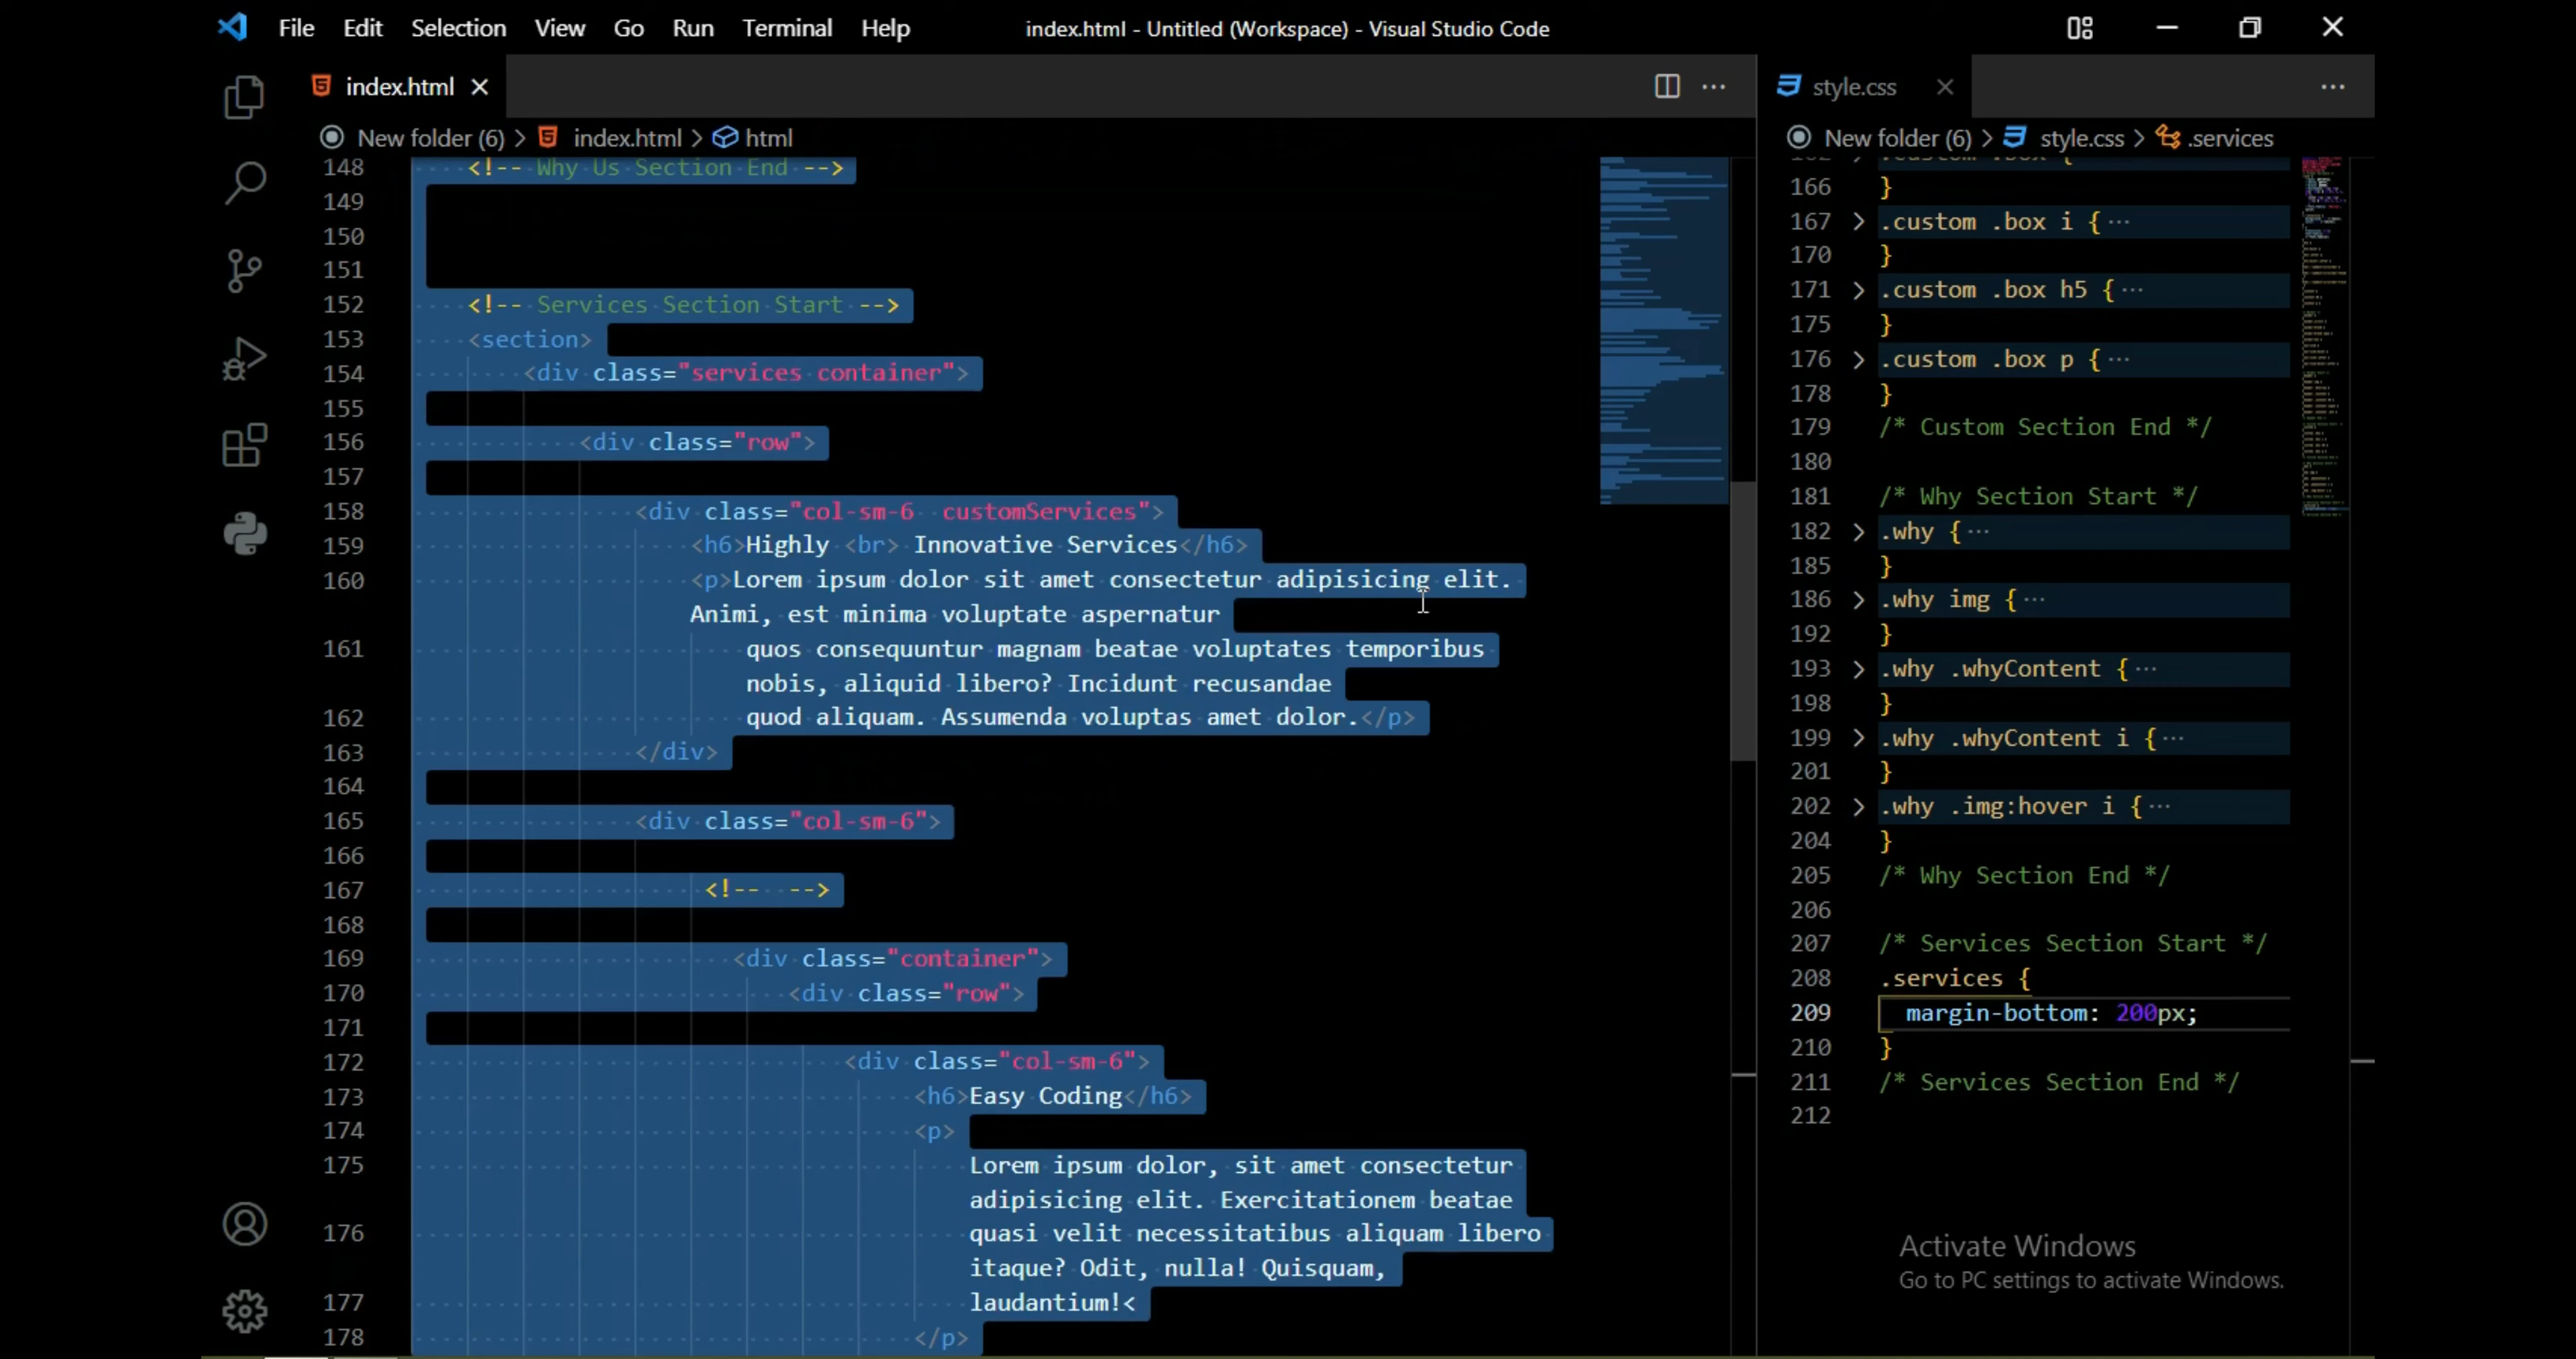 File Edit Selection View Go Run Terminal Help
index.html - Untitled (Workspace) - Visual Studio Code
index.html
New folder (6) > index.html > html
148 <!-- Why Us Section End -->
149
150
151
152 <!-- Services Section Start -->
153 <section>
154 <div class="services container">
155
156 <div class="row">
157
158 <div class="col-sm-6  customServices">
159 <h6>Highly <br> Innovative Services</h6>
160 <p>Lorem ipsum dolor sit amet consectetur adipisicing elit.
Animi, est minima voluptate aspernatur
161 quos consequuntur magnam beatae voluptates temporibus
nobis, aliquid libero? Incidunt recusandae
162 quod aliquam. Assumenda voluptas amet dolor.</p>
163 </div>
164
165 <div class="col-sm-6">
166
167 <!--  -->
168
169 <div class="container">
170 <div class="row">
171
172 <div class="col-sm-6">
173 <h6>Easy Coding</h6>
174 <p>
175 Lorem ipsum dolor, sit amet consectetur
adipisicing elit. Exercitationem beatae
176 quasi velit necessitatibus aliquam libero
itaque? Odit, nulla! Quisquam,
177 laudantium!<
178 </p>
style.css
New folder (6) > style.css > .services
162 .custom .box {
166 }
167 .custom .box i { ···
170 }
171 .custom .box h5 { ···
175 }
176 .custom .box p { ···
178 }
179 /* Custom Section End */
180
181 /* Why Section Start */
182 .why { ···
185 }
186 .why img { ···
192 }
193 .why .whyContent { ···
198 }
199 .why .whyContent i { ···
201 }
202 .why .img:hover i { ···
204 }
205 /* Why Section End */
206
207 /* Services Section Start */
208 .services {
209 margin-bottom: 200px;
210 }
211 /* Services Section End */
212
Activate Windows
Go to PC settings to activate Windows.